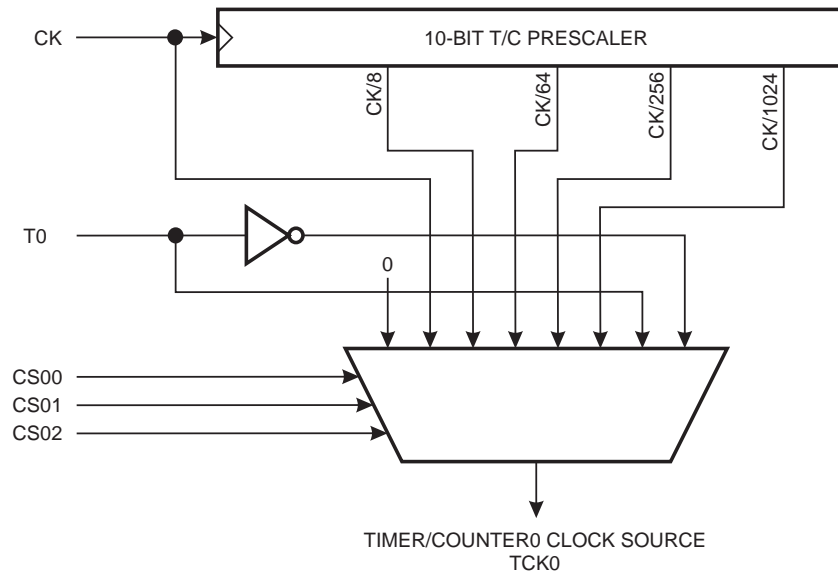 CK
10-BIT T/C PRESCALER
CK/8
CK/64
CK/256
CK/1024
T0
0
CS00
CS01
CS02
TIMER/COUNTER0 CLOCK SOURCE
TCK0